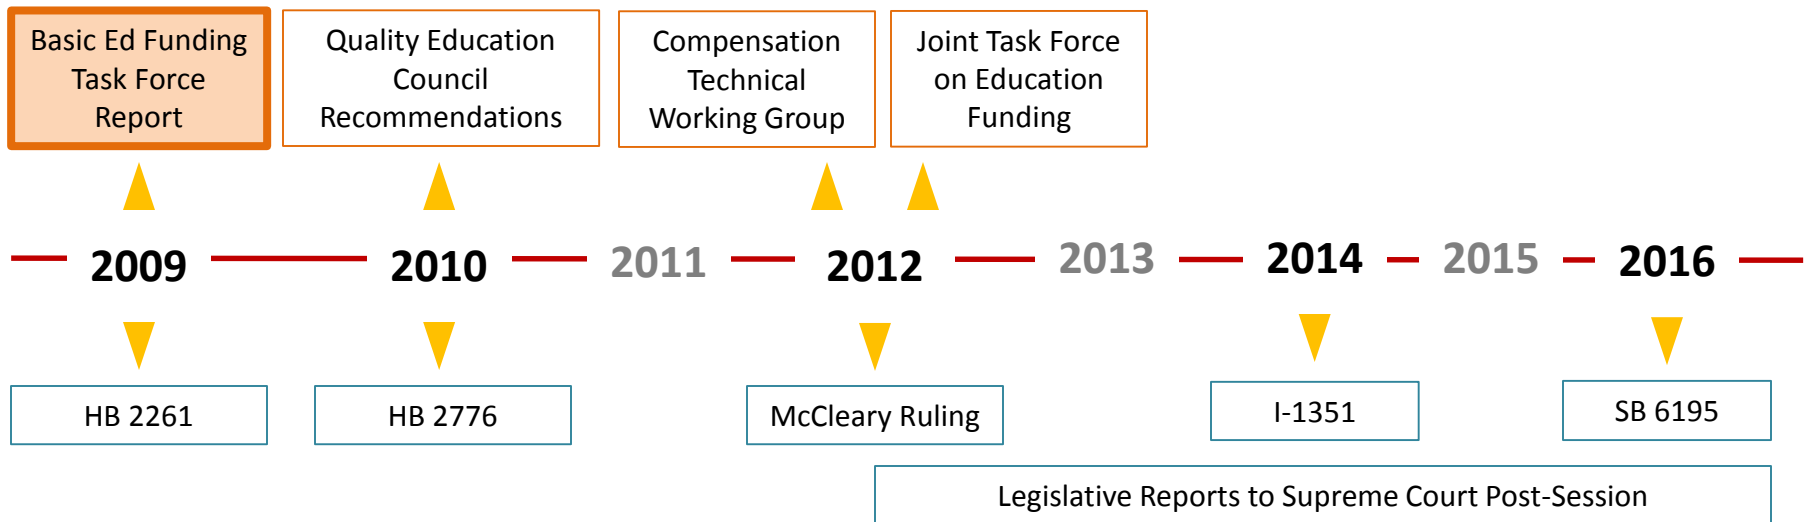 Basic Ed Funding
Task Force
Report
Quality Education
Council
Recommendations
Compensation
Technical
Working Group
Joint Task Force
on Education
Funding
2009
2010
2011
2012
2013
2014
2015
2016
HB 2261
HB 2776
McCleary Ruling
I-1351
SB 6195
Legislative Reports to Supreme Court Post-Session